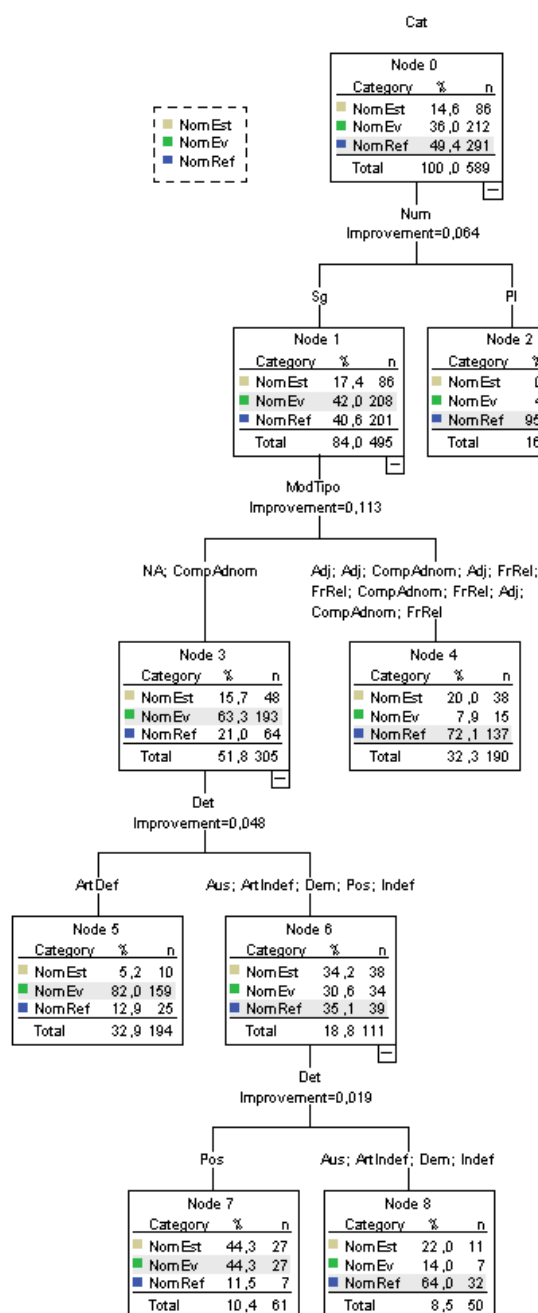 Cat
Node 0
Category % n
NomEst 14,6 86
NomEv 36,0 212
NomRef 49,4 291
Total 100,0 589
NomEst
NomEv
NomRef
Num
Improvement=0,064
Sg
Pl
Node 1
Category % n
NomEst 17,4 86
NomEv 42,0 208
NomRef 40,6 201
Total 84,0 495
Node 2
Category
NomEst
NomEv 4
NomRef 95
Total 16
ModTipo
Improvement=0,113
NA; CompAdnom
Adj; Adj; CompAdnom; Adj; FrRel;
FrRel; CompAdnom; FrRel; Adj;
CompAdnom; FrRel
Node 3
Category % n
NomEst 15,7 48
NomEv 63,3 193
NomRef 21,0 64
Total 51,8 305
Node 4
Category % n
NomEst 20,0 38
NomEv 7,9 15
NomRef 72,1 137
Total 32,3 190
Det
Improvement=0,048
ArtDef
Aus; ArtIndef; Dem; Pos; Indef
Node 5
Category % n
NomEst 5,2 10
NomEv 82,0 159
NomRef 12,9 25
Total 32,9 194
Node 6
Category % n
NomEst 34,2 38
NomEv 30,6 34
NomRef 35,1 39
Total 18,8 111
Det
Improvement=0,019
Pos
Aus; ArtIndef; Dem; Indef
Node 7
Category % n
NomEst 44,3 27
NomEv 44,3 27
NomRef 11,5 7
Total 10,4 61
Node 8
Category % n
NomEst 22,0 11
NomEv 14,0 7
NomRef 64,0 32
Total 8,5 50